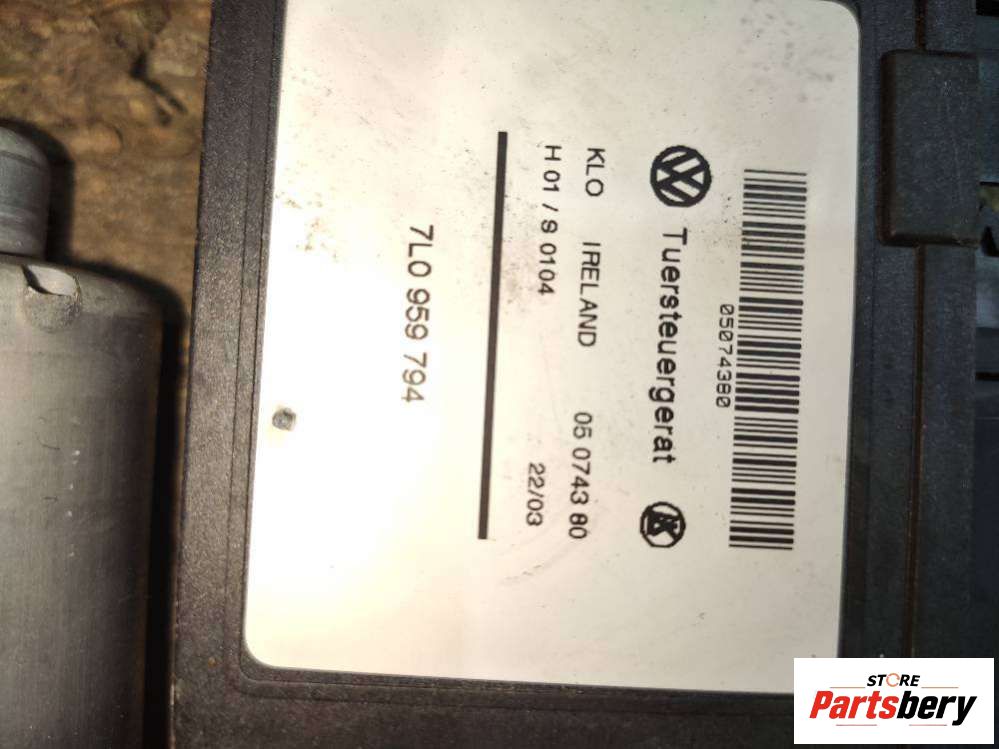 05074380
Tuersteuergerat
KLO IRELAND 05 0743 80
H 01 / S 0104 22/03
7L0 959 794
STORE
Partsbery